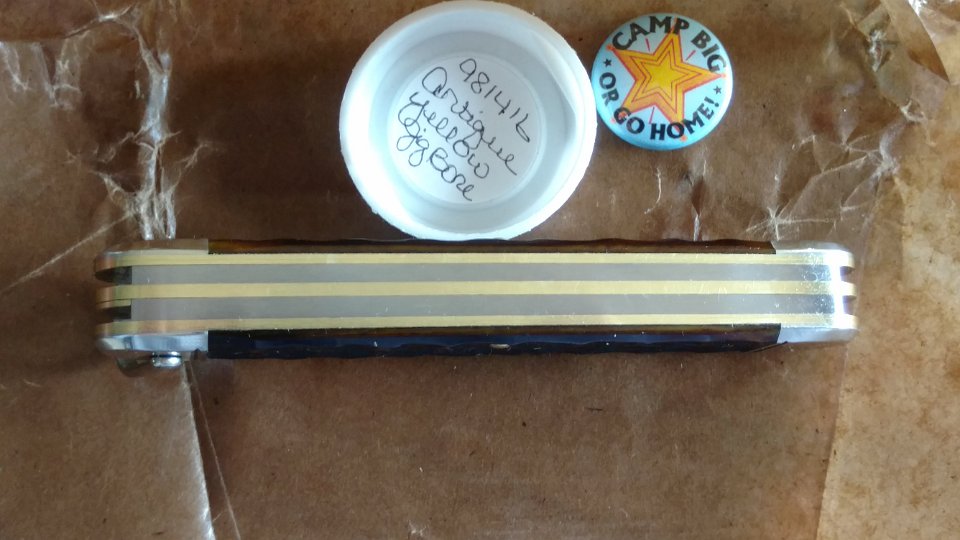 981416
Antique
Yellow
Jig Bone
CAMP BIG
OR GO HOME!